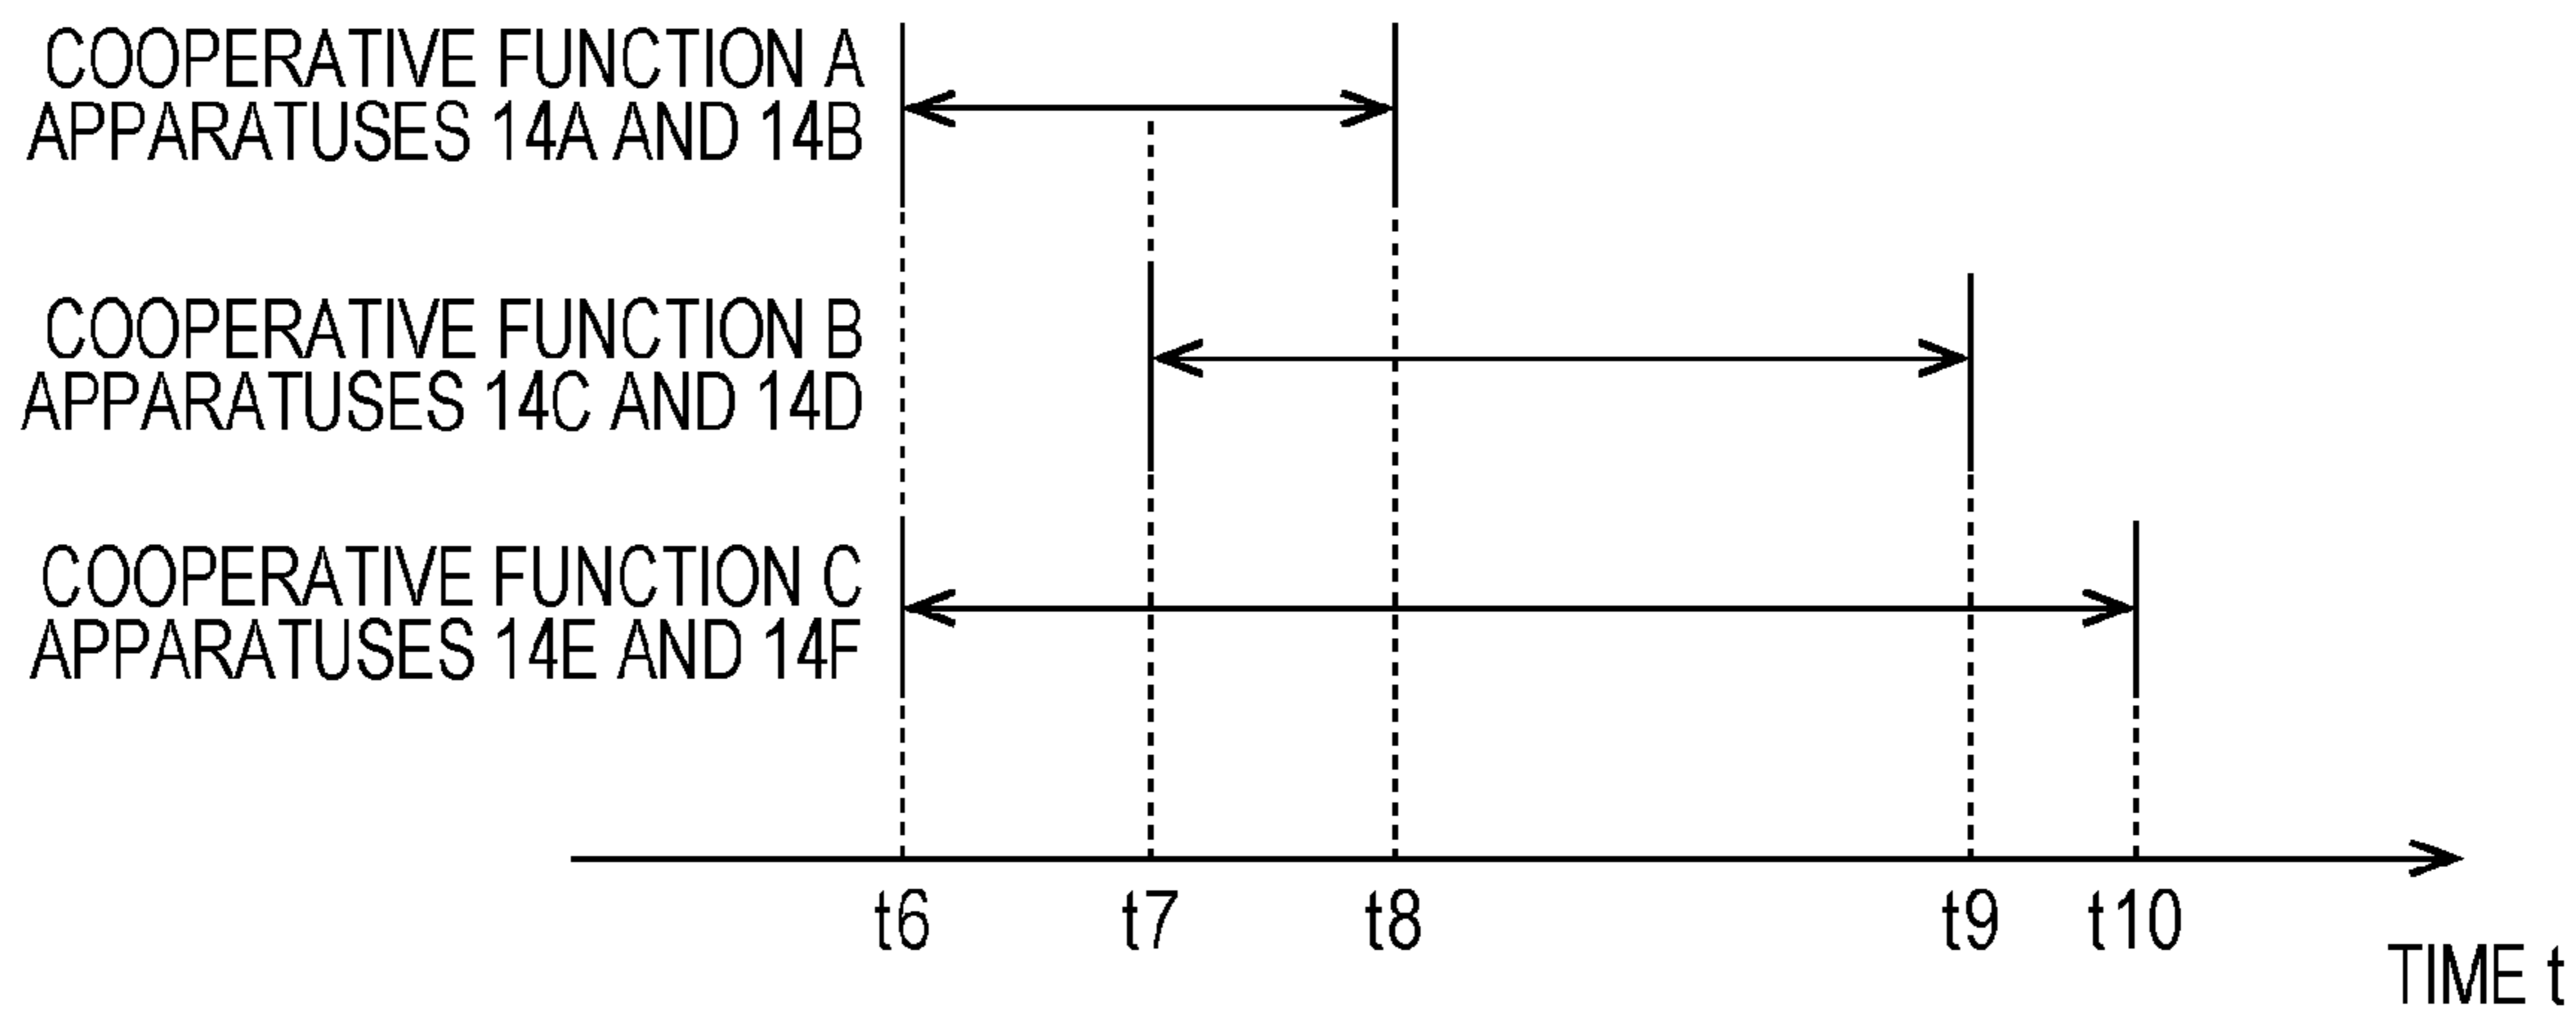 COOPERATIVE FUNCTION A
APPARATUSES 14A AND 14B
COOPERATIVE FUNCTION B
APPARATUSES 14C AND 14D
COOPERATIVE FUNCTION C
APPARATUSES 14E AND 14F
t6 t7 t8 t9 t10
TIME t